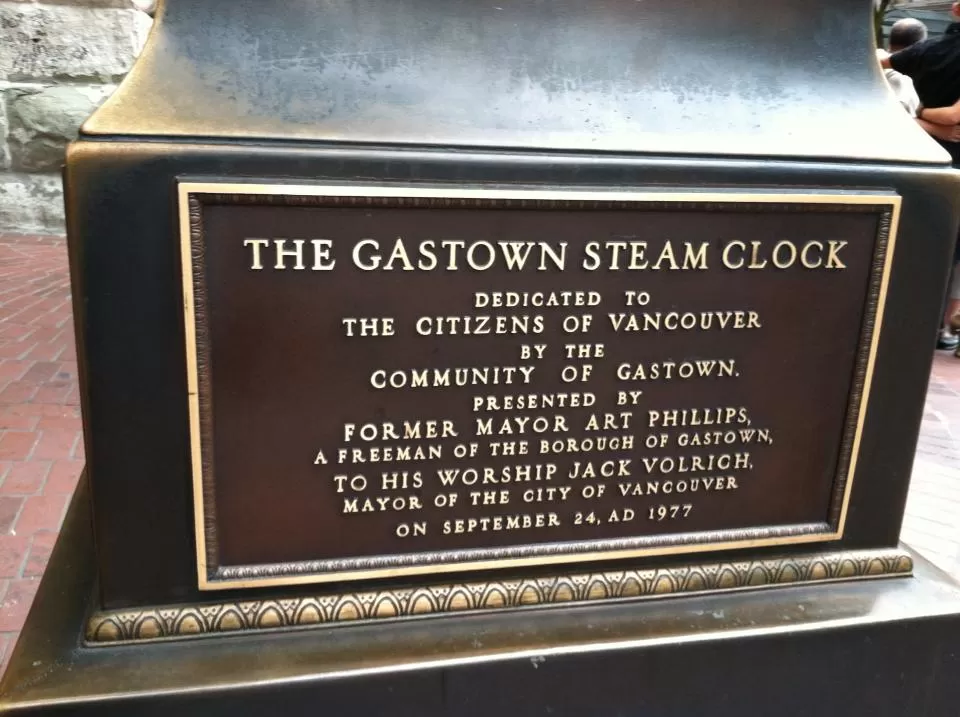 THE GASTOWN STEAM CLOCK
DEDICATED TO
THE CITIZENS OF VANCOUVER
BY THE
COMMUNITY OF GASTOWN.
PRESENTED BY
FORMER MAYOR ART PHILLIPS,
A FREEMAN OF THE BOROUGH OF GASTOWN,
TO HIS WORSHIP JACK VOLRICH,
MAYOR OF THE CITY OF VANCOUVER
ON SEPTEMBER 24, AD 1977